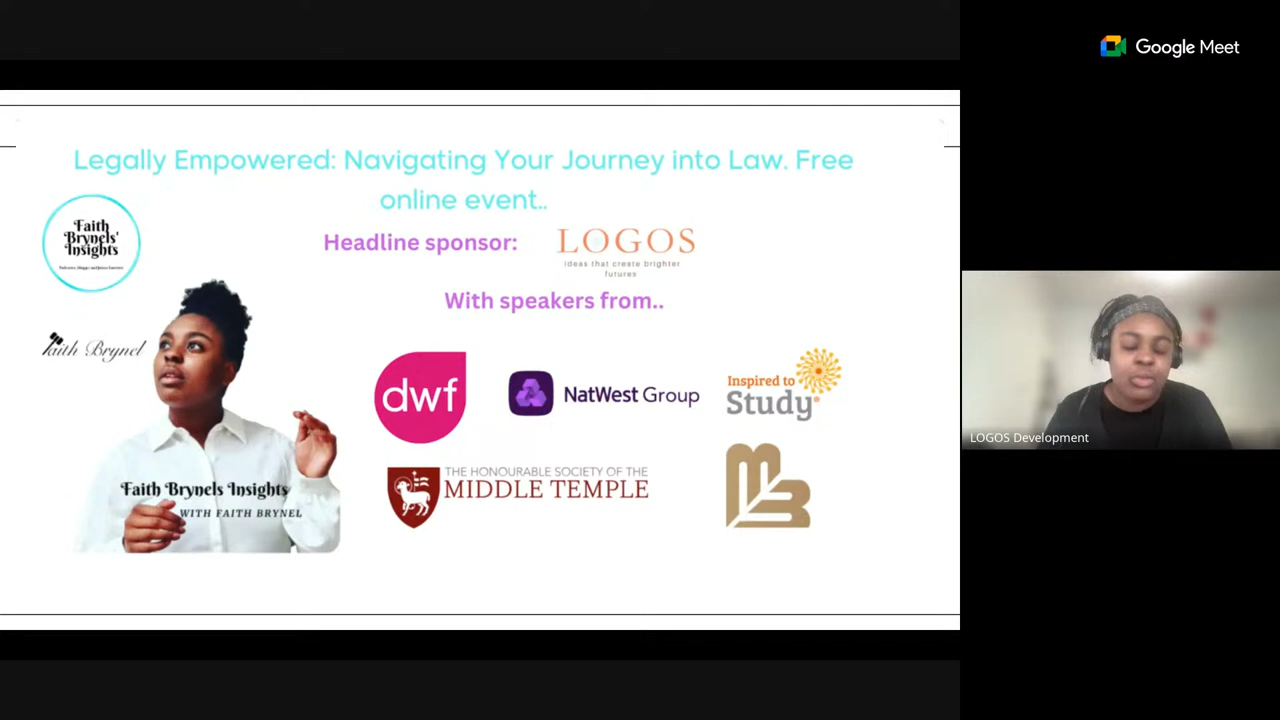 Google Meet
Legally Empowered: Navigating Your Journey into Law. Free
online event..
Faith
Brynels'
Insights
Headline sponsor:
LOGOS
ideas that create brighter
futures
With speakers from..
Faith Brynel
dwf
NatWest Group
Inspired to
Study
THE HONOURABLE SOCIETY OF THE
MIDDLE TEMPLE
Faith Brynels Insights
WITH FAITH BRYNEL
LOGOS Development